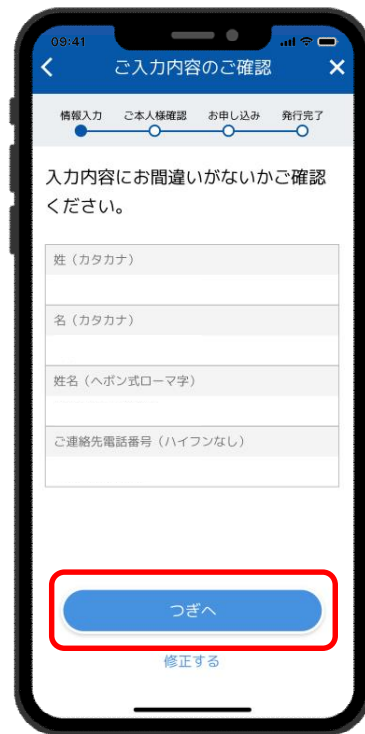 09:41
ご入力内容のご確認
情報入力 ご本人様確認 お申し込み 発行完了
入力内容にお間違いがないかご確認
ください。
姓（カタカナ）
名（カタカナ）
姓名（ヘボン式ローマ字）
ご連絡先電話番号（ハイフンなし）
つぎへ
修正する